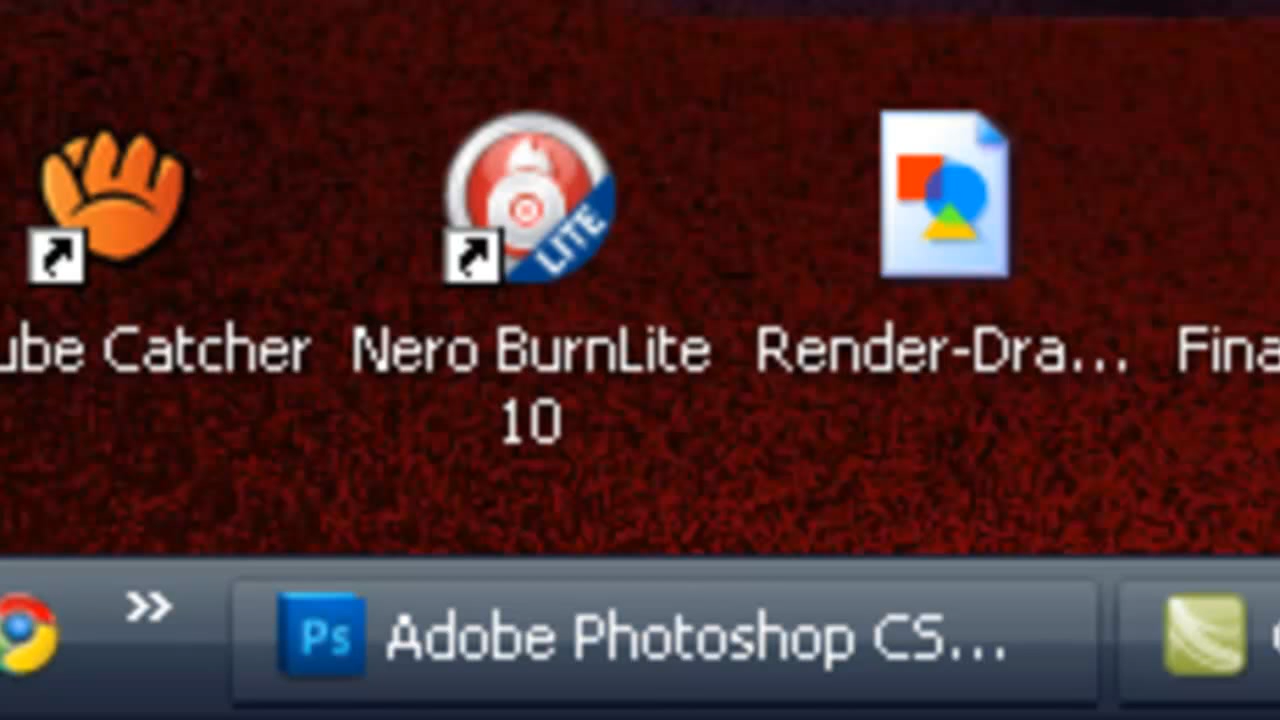 ube Catcher
Nero BurnLite
10
LITE
Render-Dra...
Fina
Ps
Adobe Photoshop CS...